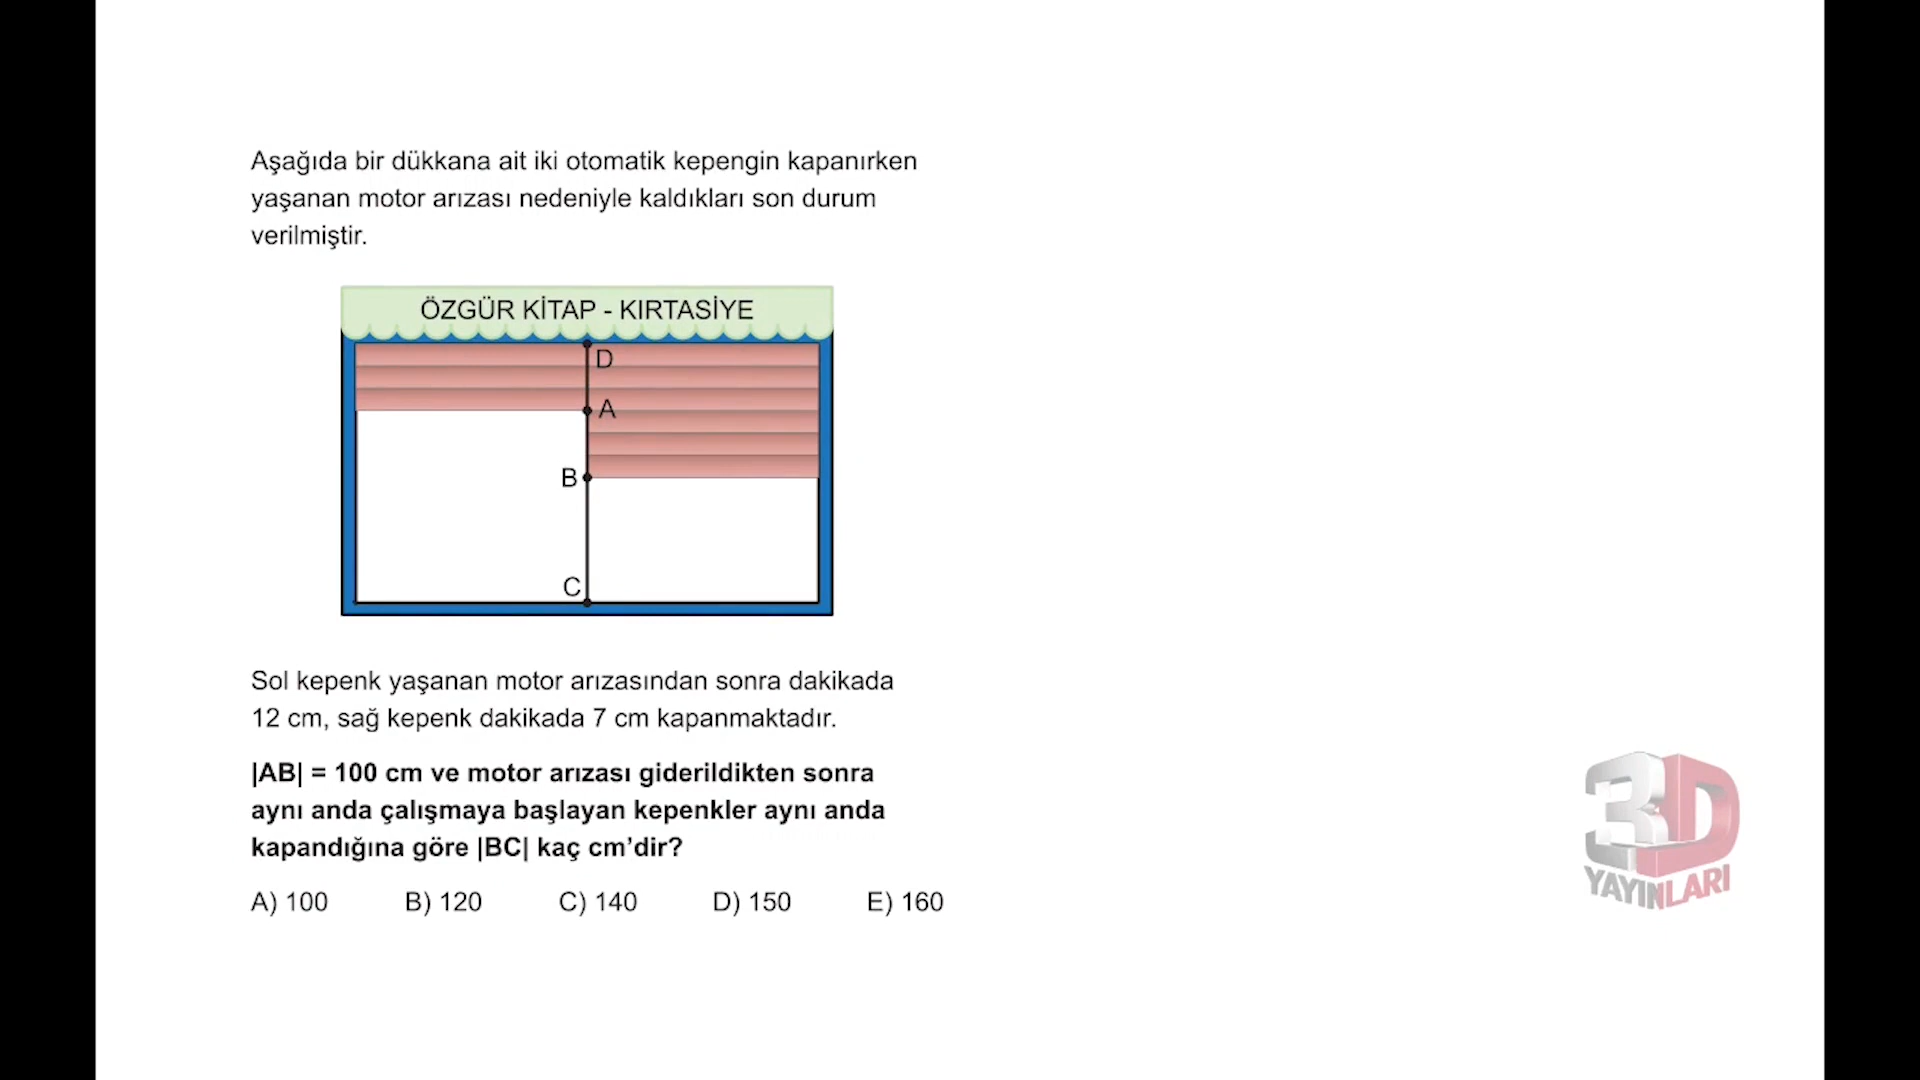 Aşağıda bir dükkana ait iki otomatik kepengin kapanırken
yaşanan motor arızası nedeniyle kaldıkları son durum
verilmiştir.
ÖZGÜR KİTAP - KIRTASİYE
D
A
B
C
Sol kepenk yaşanan motor arızasından sonra dakikada
12 cm, sağ kepenk dakikada 7 cm kapanmaktadır.
|AB| = 100 cm ve motor arızası giderildikten sonra
aynı anda çalışmaya başlayan kepenkler aynı anda
kapandığına göre |BC| kaç cm’dir?
A) 100 B) 120 C) 140 D) 150 E) 160
3D
YAYINLARI